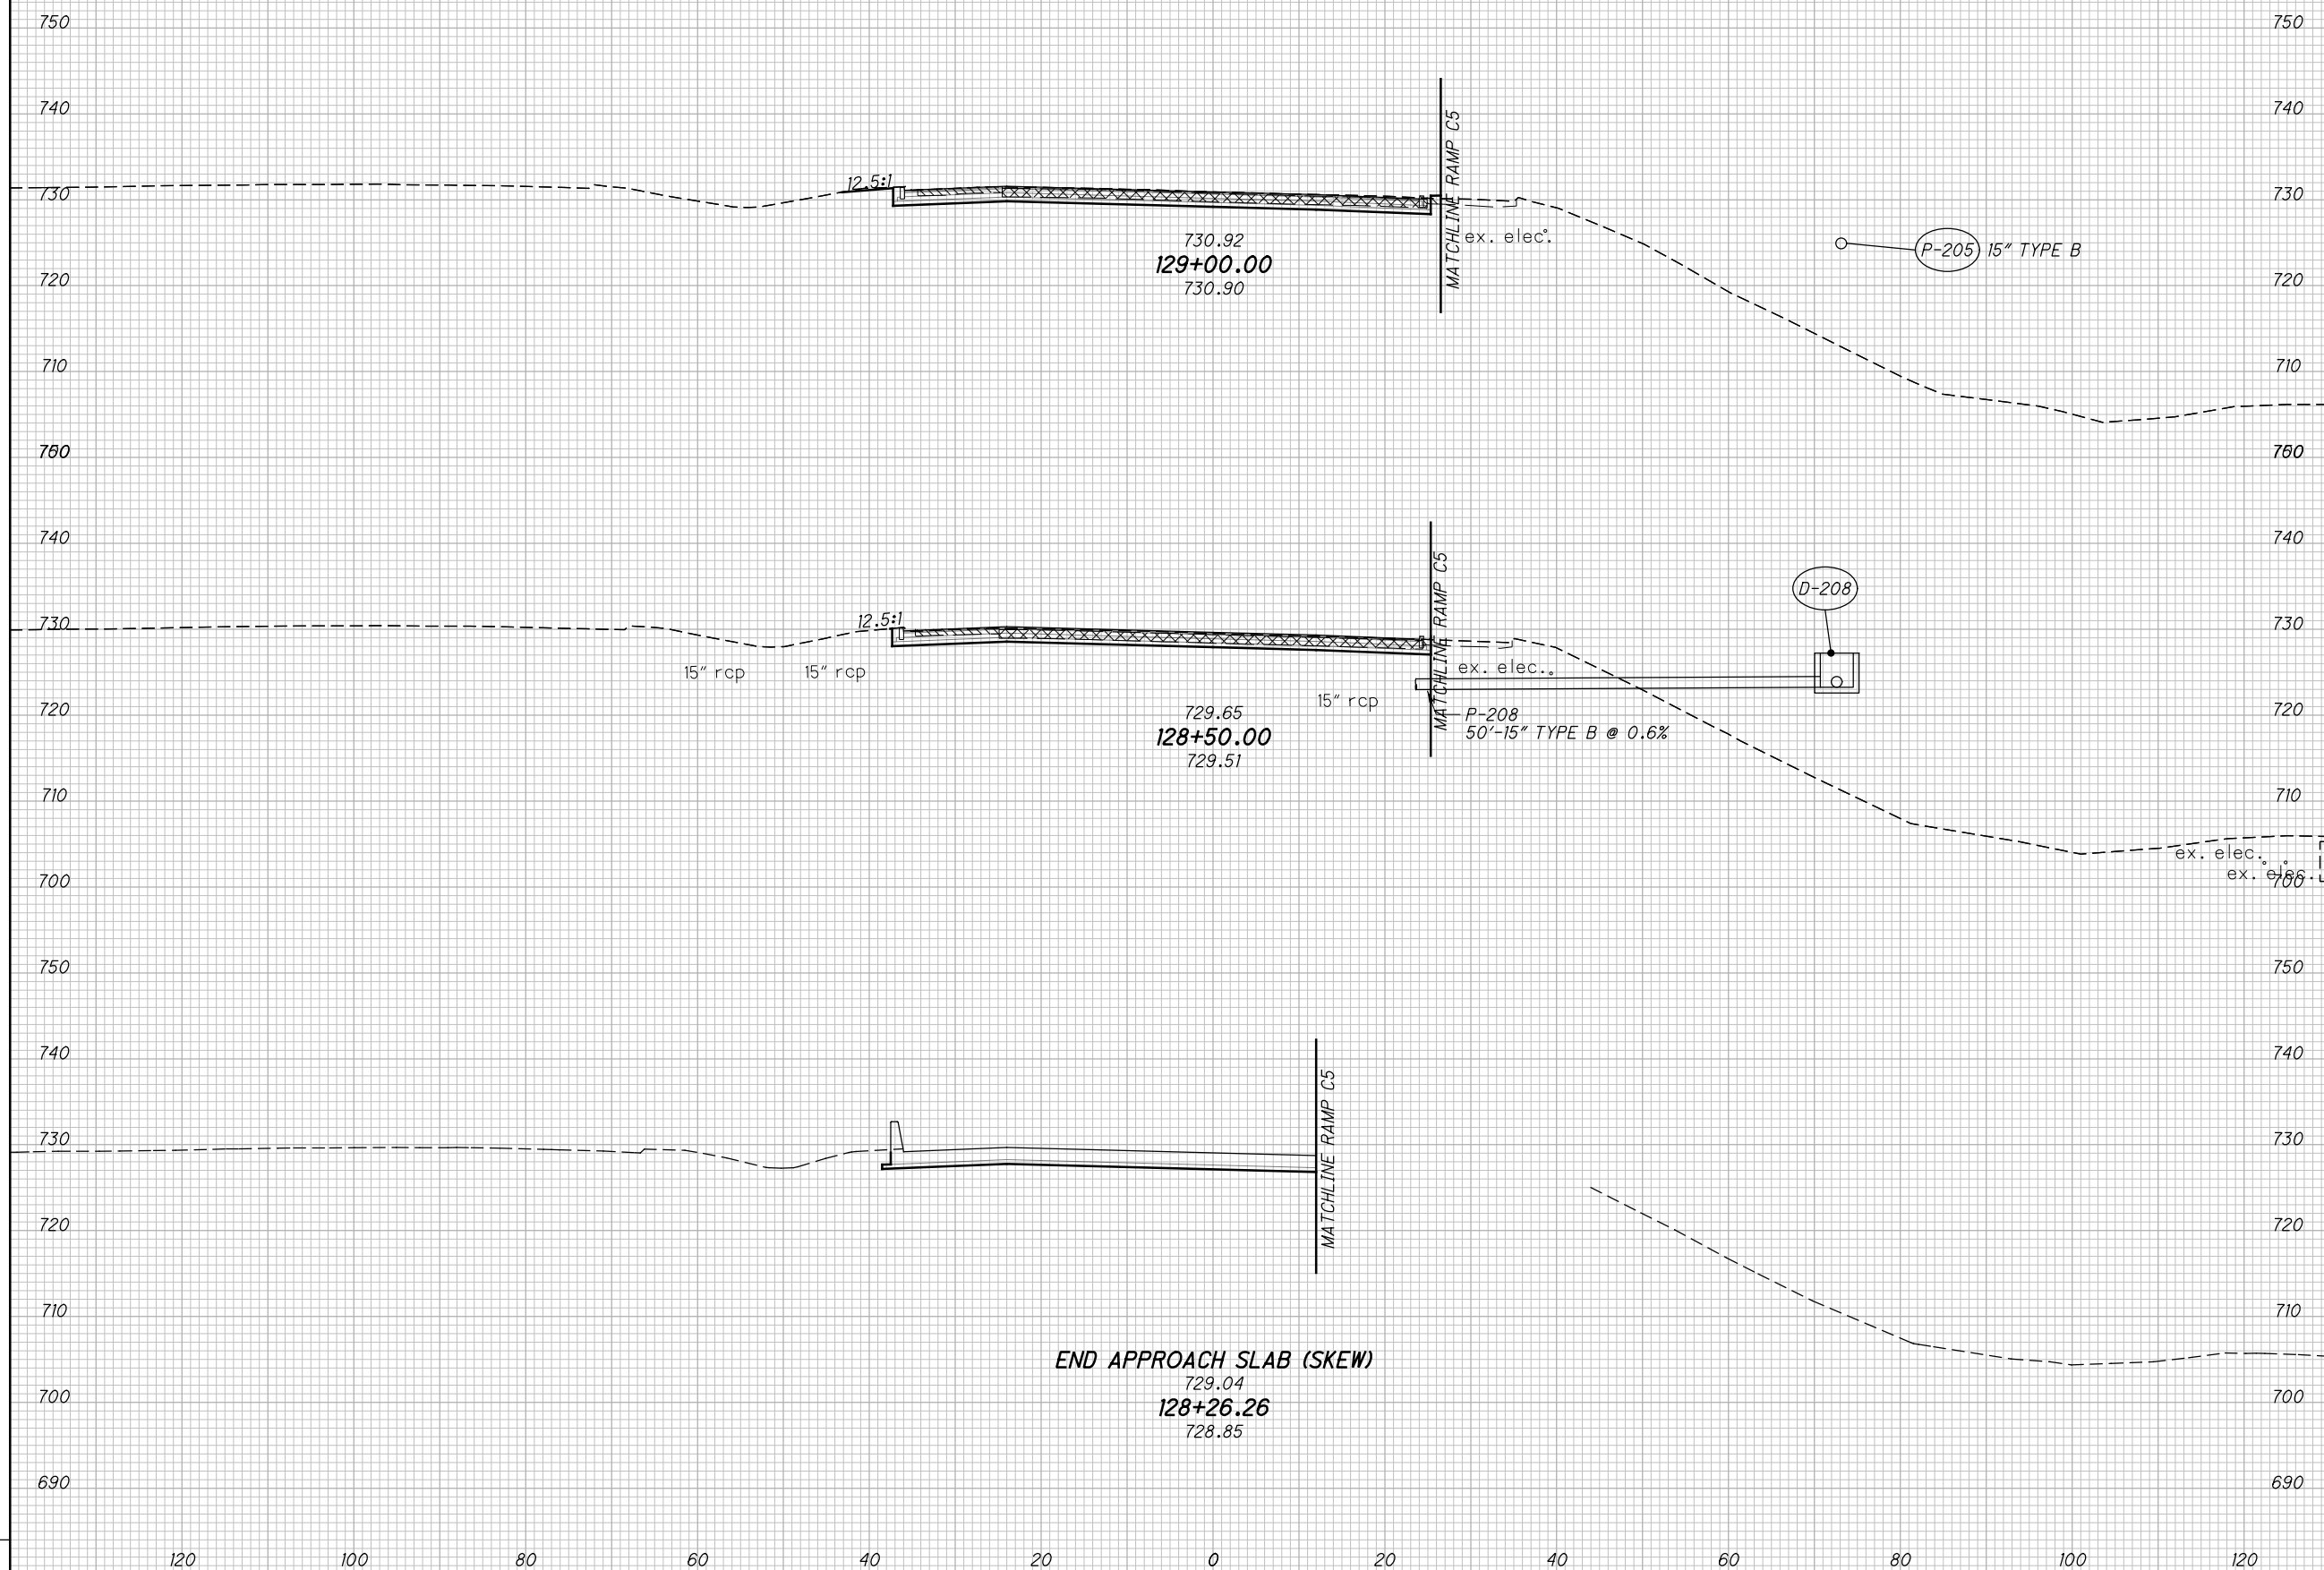 750 750
740 740
MATCHLINE RAMP C5
730 730
12.5:1
ex. elec.
730.92
129+00.00
730.90
P-205 15" TYPE B
720 720
710 710
750 750
740 740
MATCHLINE RAMP C5
D-208
730 730
12.5:1
15" rcp 15" rcp
ex. elec.
15" rcp
720 720
729.65
128+50.00
729.51
P-208
50'-15" TYPE B @ 0.6%
710 710
ex. elec.
ex. elec.
700 700
750 750
740 740
MATCHLINE RAMP C5
730 730
720 720
710 710
END APPROACH SLAB (SKEW)
729.04
128+26.26
728.85
700 700
690 690
120 100 80 60 40 20 0 20 40 60 80 100 120